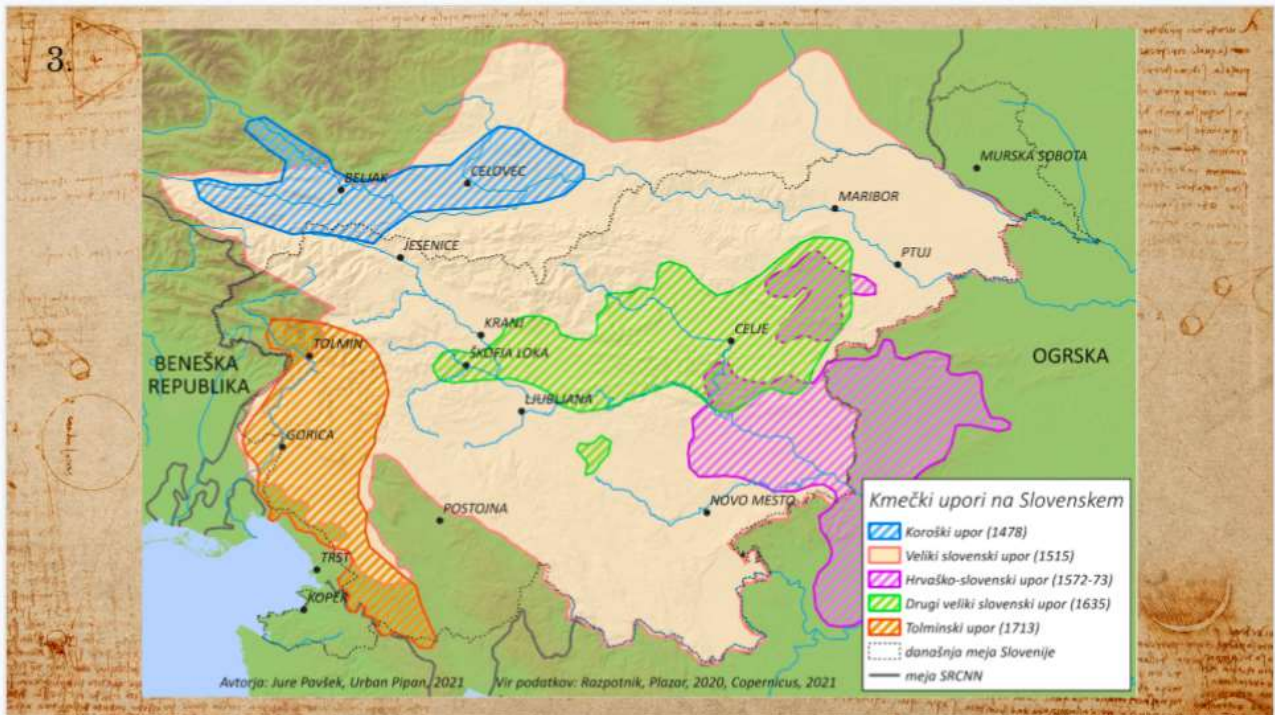 3.
BELJAK
CELOVEC
MURSKA SOBOTA
MARIBOR
JESENICE
PTUJ
KRANJ
CELJE
TOLMIN
ŠKOFJA LOKA
BENEŠKA
REPUBLIKA
OGRSKA
LJUBLJANA
GORICA
NOVO MESTO
POSTOJNA
TRST
KOPER
Kmečki upori na Slovenskem
Koroški upor (1478)
Veliki slovenski upor (1515)
Hrvaško-slovenski upor (1572-73)
Drugi veliki slovenski upor (1635)
Tolminski upor (1713)
današnja meja Slovenije
meja SRCNN
Avtorja: Jure Pavšek, Urban Pipan, 2021
Vir podatkov: Razpotnik, Plazar, 2020, Copernicus, 2021